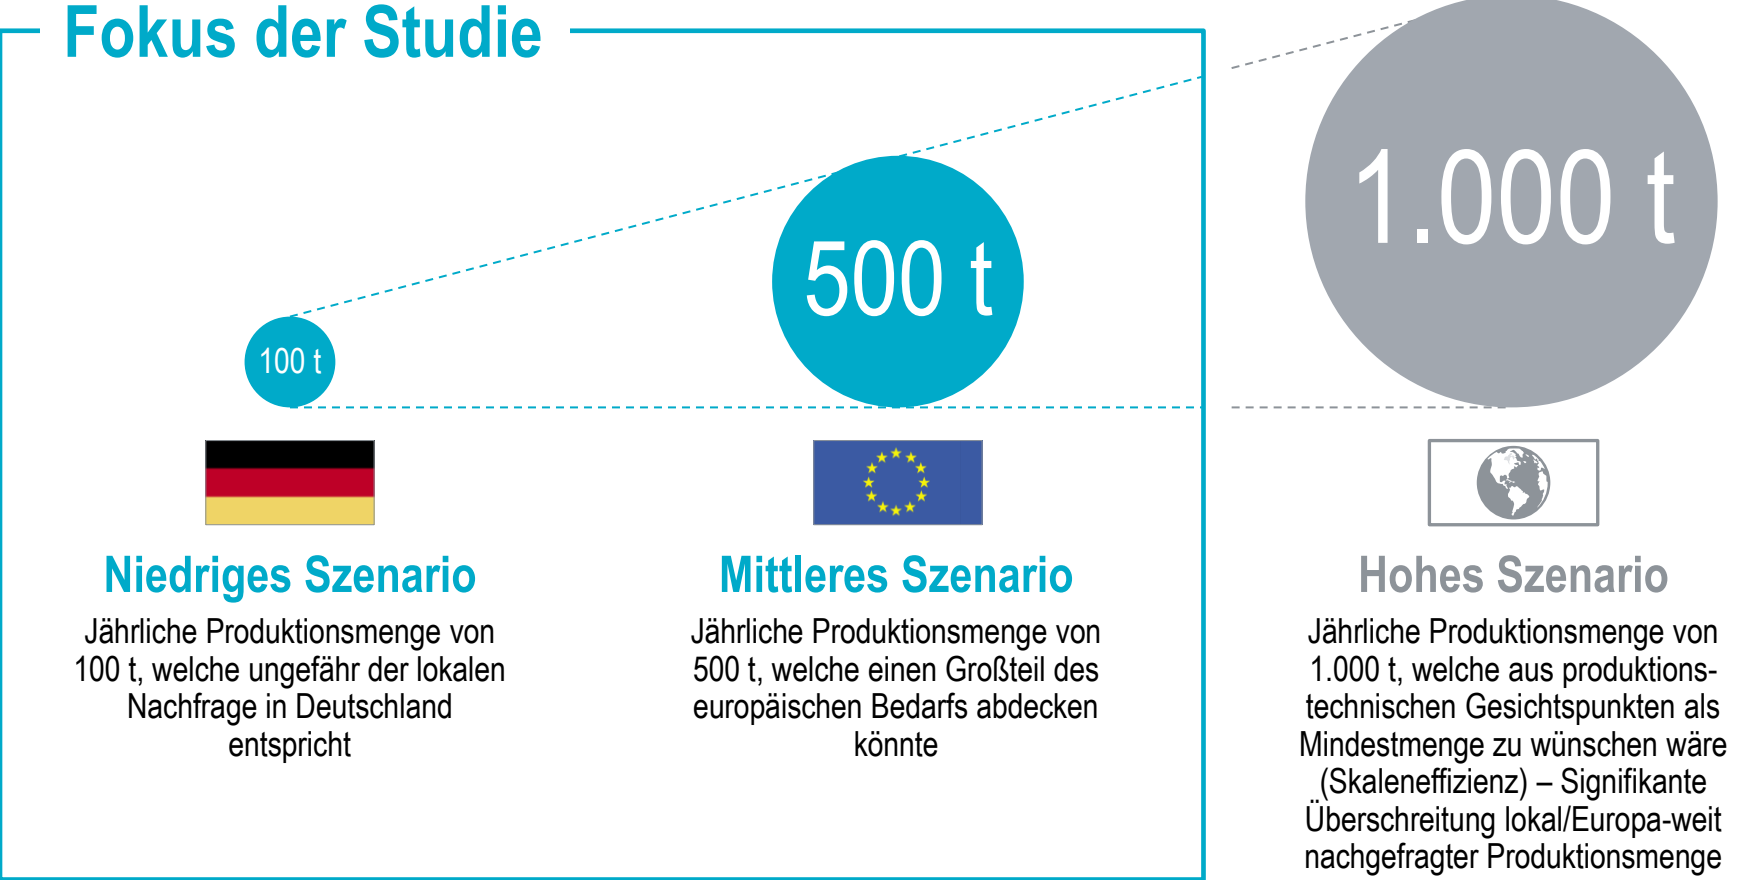 Fokus der Studie
100 t
500 t
1.000 t
Niedriges Szenario
Jährliche Produktionsmenge von
100 t, welche ungefähr der lokalen
Nachfrage in Deutschland
entspricht
Mittleres Szenario
Jährliche Produktionsmenge von
500 t, welche einen Großteil des
europäischen Bedarfs abdecken
könnte
Hohes Szenario
Jährliche Produktionsmenge von
1.000 t, welche aus produktions-
technischen Gesichtspunkten als
Mindestmenge zu wünschen wäre
(Skaleneffizienz) – Signifikante
Überschreitung lokal/Europa-weit
nachgefragter Produktionsmenge